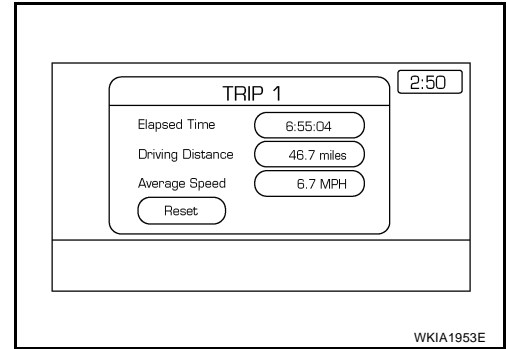 TRIP 1
2:50
Elapsed Time 6:55:04
Driving Distance 46.7 miles
Average Speed 6.7 MPH
Reset
WKIA1953E